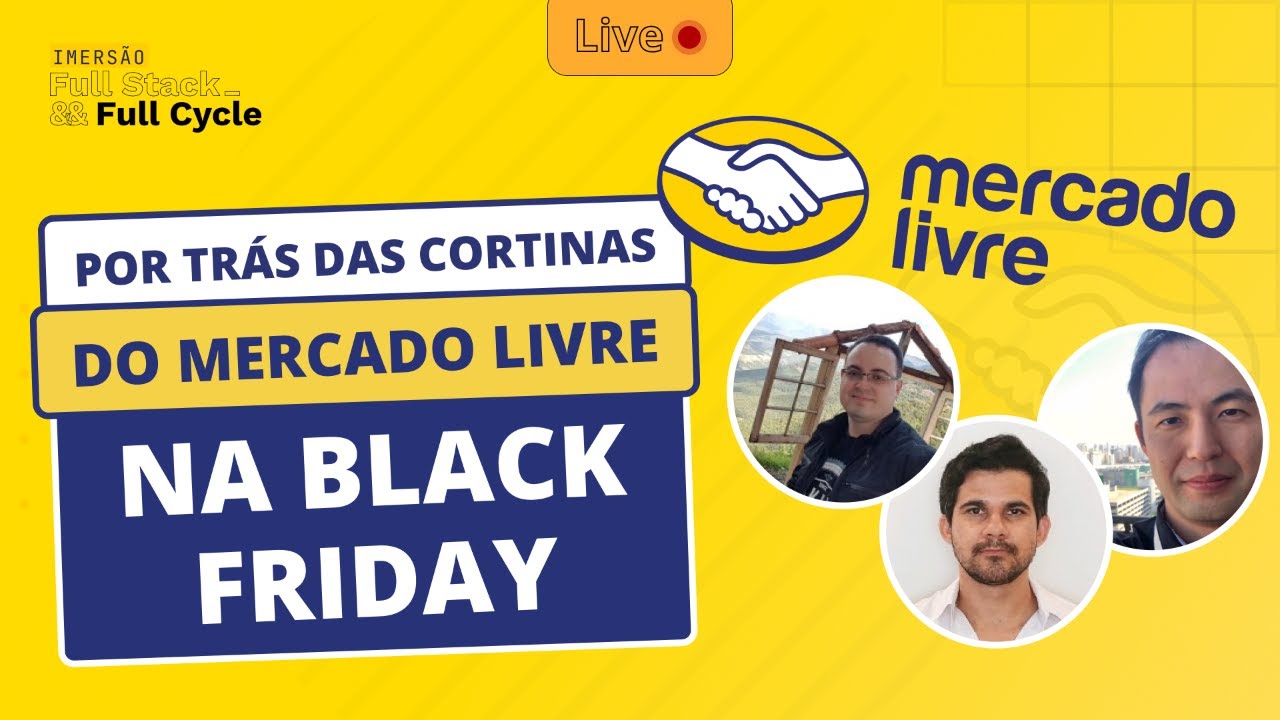 Live
IMERSÃO
Full Stack_
&& Full Cycle
mercado
livre
POR TRÁS DAS CORTINAS
DO MERCADO LIVRE
NA BLACK
FRIDAY